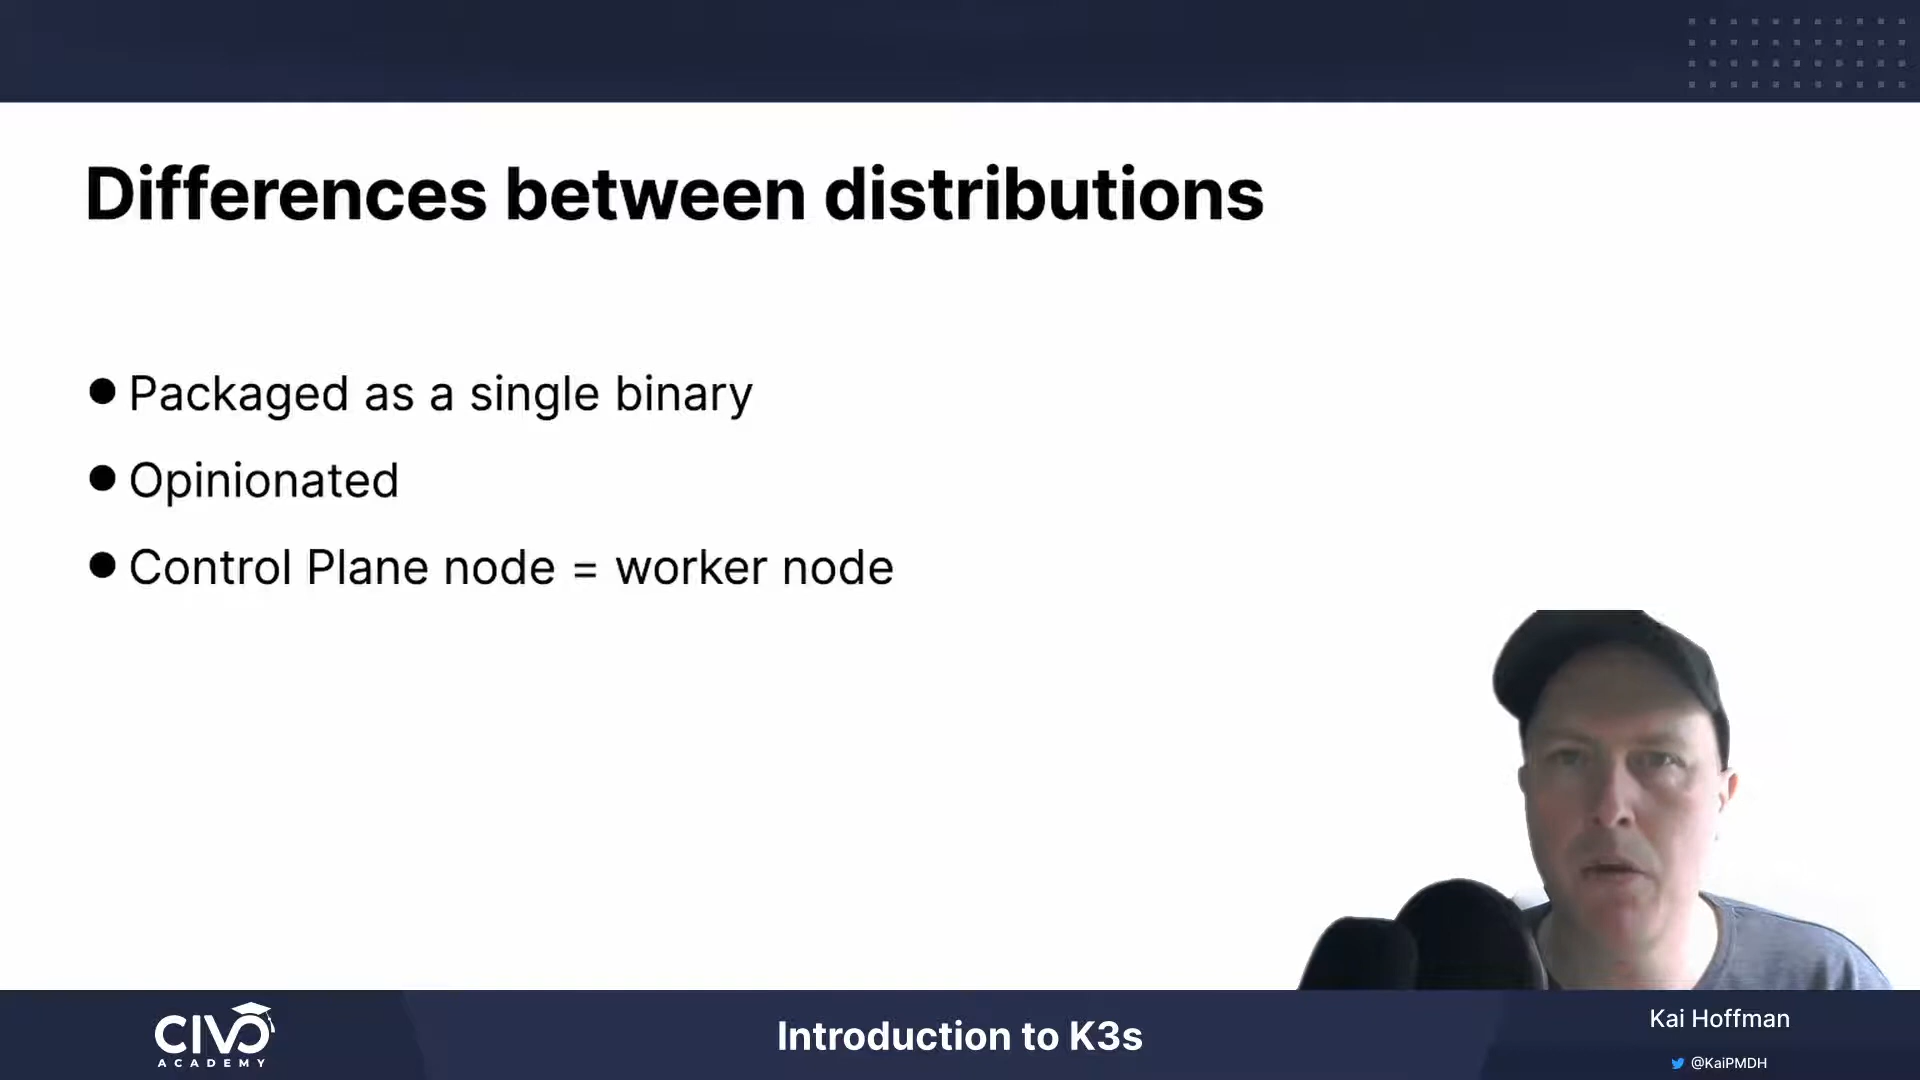 Differences between distributions
● Packaged as a single binary
● Opinionated
● Control Plane node = worker node
CIVO
ACADEMY
Introduction to K3s
Kai Hoffman
@KaiPMDH